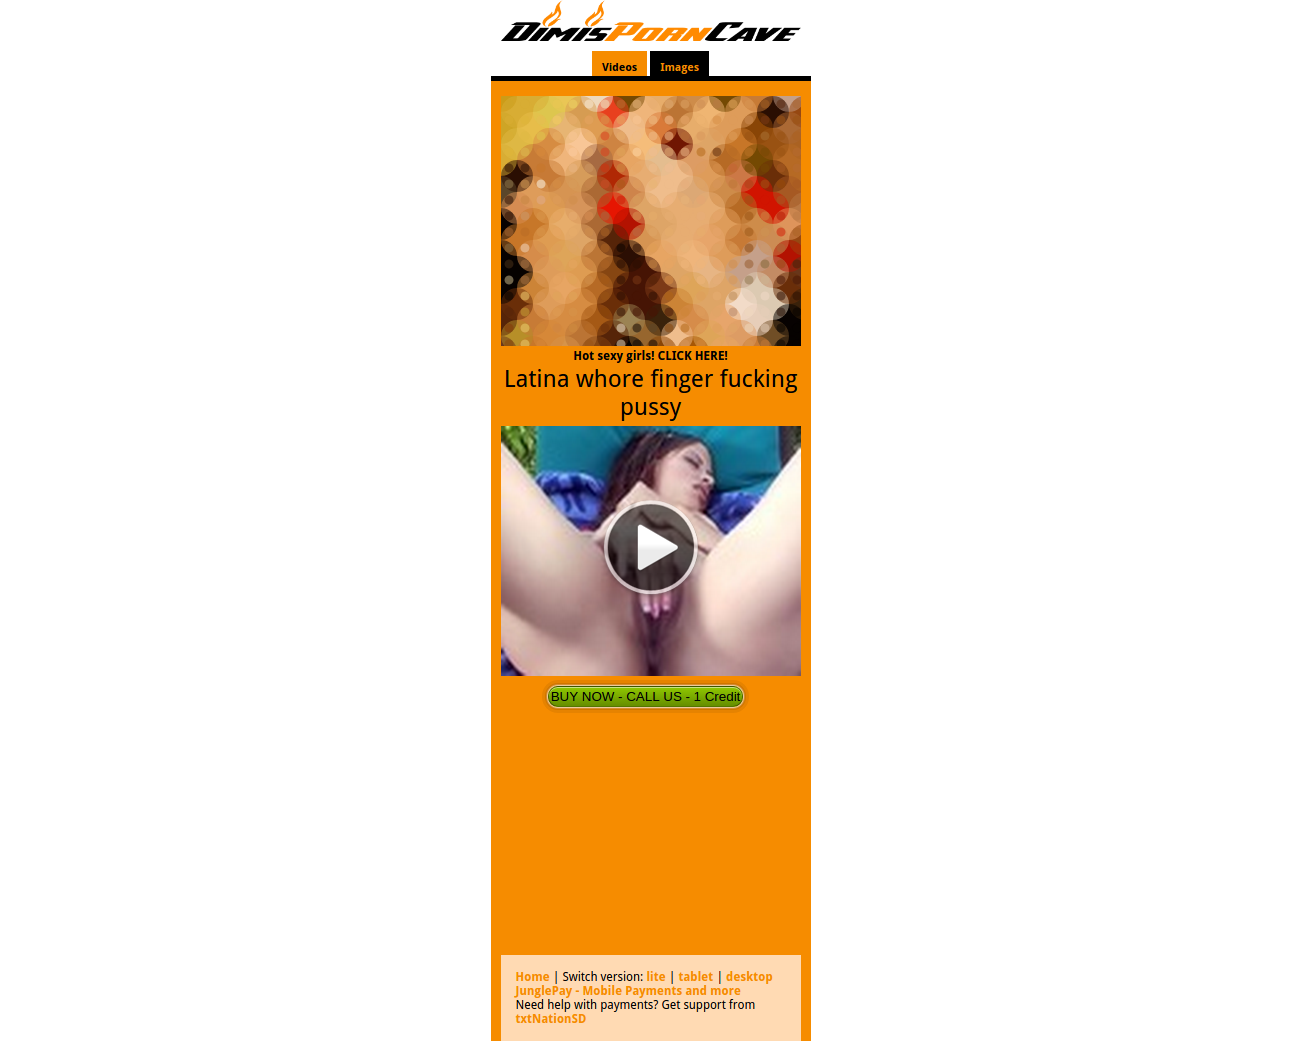 DimisPornCave
Videos Images
Hot sexy girls! CLICK HERE!
Latina whore finger fucking
pussy
BUY NOW - CALL US - 1 Credit
Home | Switch version: lite | tablet | desktop
JunglePay - Mobile Payments and more
Need help with payments? Get support from
txtNationSD